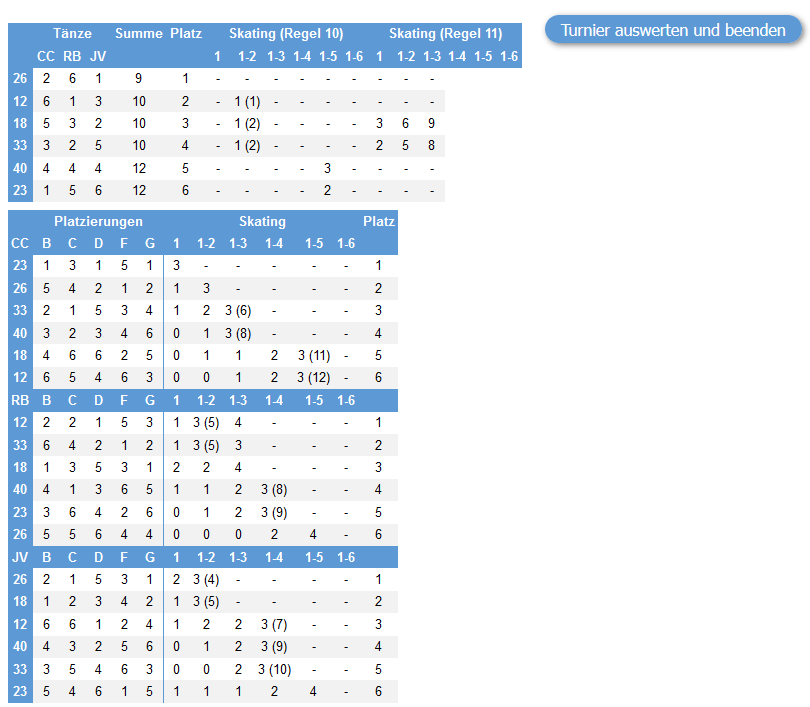 Turnier auswerten und beenden
Tänze Summe Platz Skating (Regel 10) Skating (Regel 11)
CC RB JV 1 1-2 1-3 1-4 1-5 1-6 1 1-2 1-3 1-4 1-5 1-6
26 2 6 1 9 1 - - - - - - - - -
12 6 1 3 10 2 - 1 (1) - - - - - - -
18 5 3 2 10 3 - 1 (2) - - - - 3 6 9
33 3 2 5 10 4 - 1 (2) - - - - 2 5 8
40 4 4 4 12 5 - - - - 3 - - - -
23 1 5 6 12 6 - - - - 2 - - - -
Platzierungen Skating Platz
CC B C D F G 1 1-2 1-3 1-4 1-5 1-6
23 1 3 1 5 1 3 - - - - - 1
26 5 4 2 1 2 1 3 - - - - 2
33 2 1 5 3 4 1 2 3 (6) - - - 3
40 3 2 3 4 6 0 1 3 (8) - - - 4
18 4 6 6 2 5 0 1 1 2 3 (11) - 5
12 6 5 4 6 3 0 0 1 2 3 (12) - 6
RB B C D F G 1 1-2 1-3 1-4 1-5 1-6
12 2 2 1 5 3 1 3 (5) 4 - - - 1
33 6 4 2 1 2 1 3 (5) 3 - - - 2
18 1 3 5 3 1 2 2 4 - - - 3
40 4 1 3 6 5 1 1 2 3 (8) - - 4
23 3 6 4 2 6 0 1 2 3 (9) - - 5
26 5 5 6 4 4 0 0 0 2 4 - 6
JV B C D F G 1 1-2 1-3 1-4 1-5 1-6
26 2 1 5 3 1 2 3 (4) - - - - 1
18 1 2 3 4 2 1 3 (5) - - - - 2
12 6 6 1 2 4 1 2 2 3 (7) - - 3
40 4 3 2 5 6 0 1 2 3 (9) - - 4
33 3 5 4 6 3 0 0 2 3 (10) - - 5
23 5 4 6 1 5 1 1 1 2 4 - 6